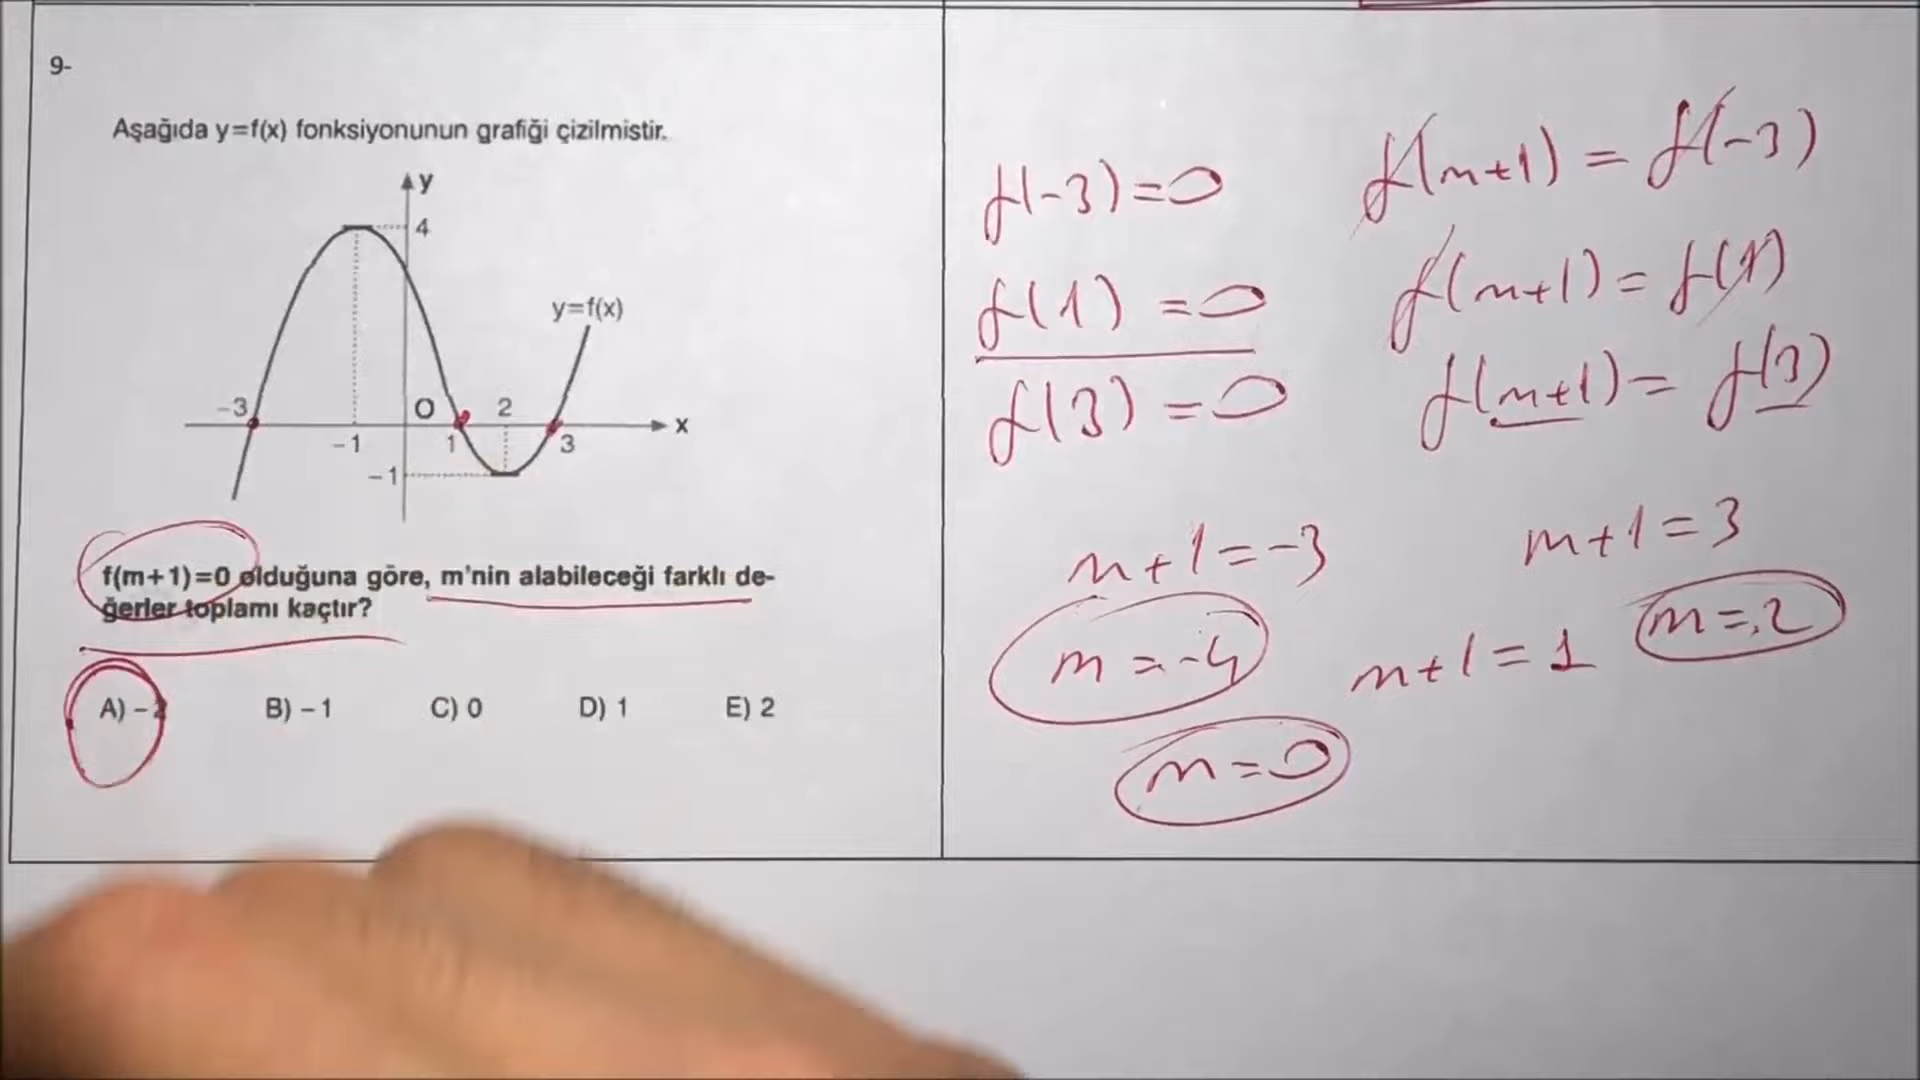 9-
Aşağıda y=f(x) fonksiyonunun grafiği çizilmistir.
y
4
y=f(x)
-3
O
2
x
-1
1
3
-1
f(m+1)=0 olduğuna göre, m'nin alabileceği farklı de-
ğerler toplamı kaçtır?
A) -2 B) -1 C) 0 D) 1 E) 2
f(-3)=0
f(1)=0
f(3)=0
f(m+1)=f(-3)
f(m+1)=f(1)
f(m+1)=f(3)
m+1=-3
m=-4
m+1=3
m=2
m+1=1
m=0